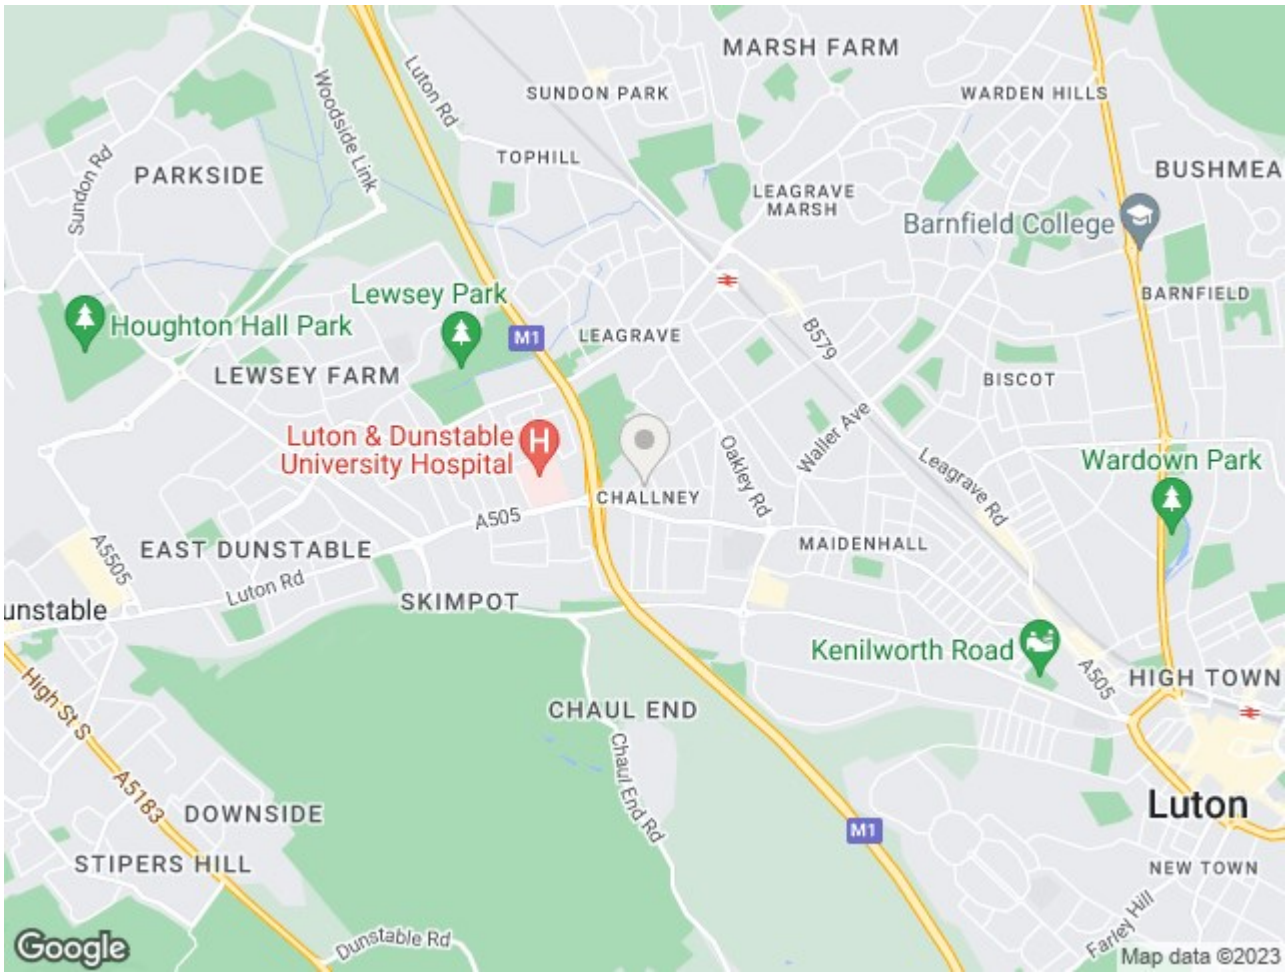 MARSH FARM
Luton Rd
SUNDON PARK
WARDEN HILLS
Woodside Link
TOPHILL
PARKSIDE
Sundon Rd
LEAGRAVE
MARSH
BUSHMEA
Barnfield College
Lewsey Park
BARNFIELD
Houghton Hall Park
M1
LEAGRAVE
B579
LEWSEY FARM
BISCOT
Luton & Dunstable
University Hospital
H
Oakley Rd
Waller Ave
Leagrave Rd
Wardown Park
CHALLNEY
A505
A5505
EAST DUNSTABLE
MAIDENHALL
Luton Rd
SKIMPOT
unstable
Kenilworth Road
A505
HIGH TOWN
High St S
CHAUL END
Chaul End Rd
A5183
DOWNSIDE
M1
Luton
STIPERS HILL
NEW TOWN
Farley Hill
Dunstable Rd
Google
Map data ©2023